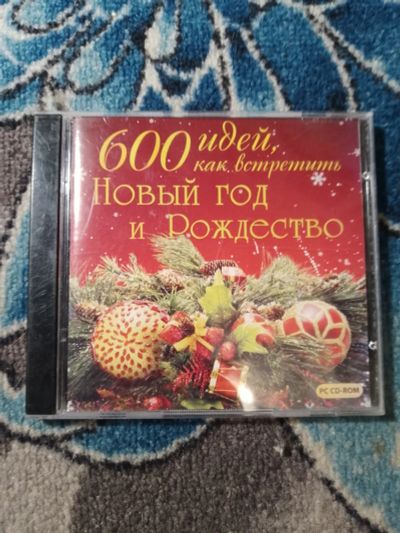 600 идей,
как встретить
Новый год
и Рождество
PC CD-ROM